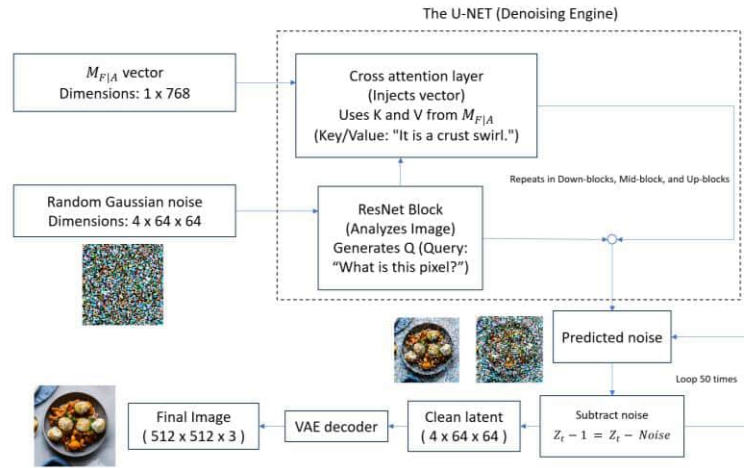 The U-NET (Denoising Engine)
M_{F|A} vector
Dimensions: 1 x 768
Cross attention layer
(Injects vector)
Uses K and V from M_{F|A}
(Key/Value: "It is a crust swirl.")
Repeats in Down-blocks, Mid-block, and Up-blocks
Random Gaussian noise
Dimensions: 4 x 64 x 64
ResNet Block
(Analyzes Image)
Generates Q (Query:
“What is this pixel?”)
Predicted noise
Loop 50 times
Final Image
( 512 x 512 x 3 )
VAE decoder
Clean latent
( 4 x 64 x 64 )
Subtract noise
Z_t − 1 = Z_t − Noise